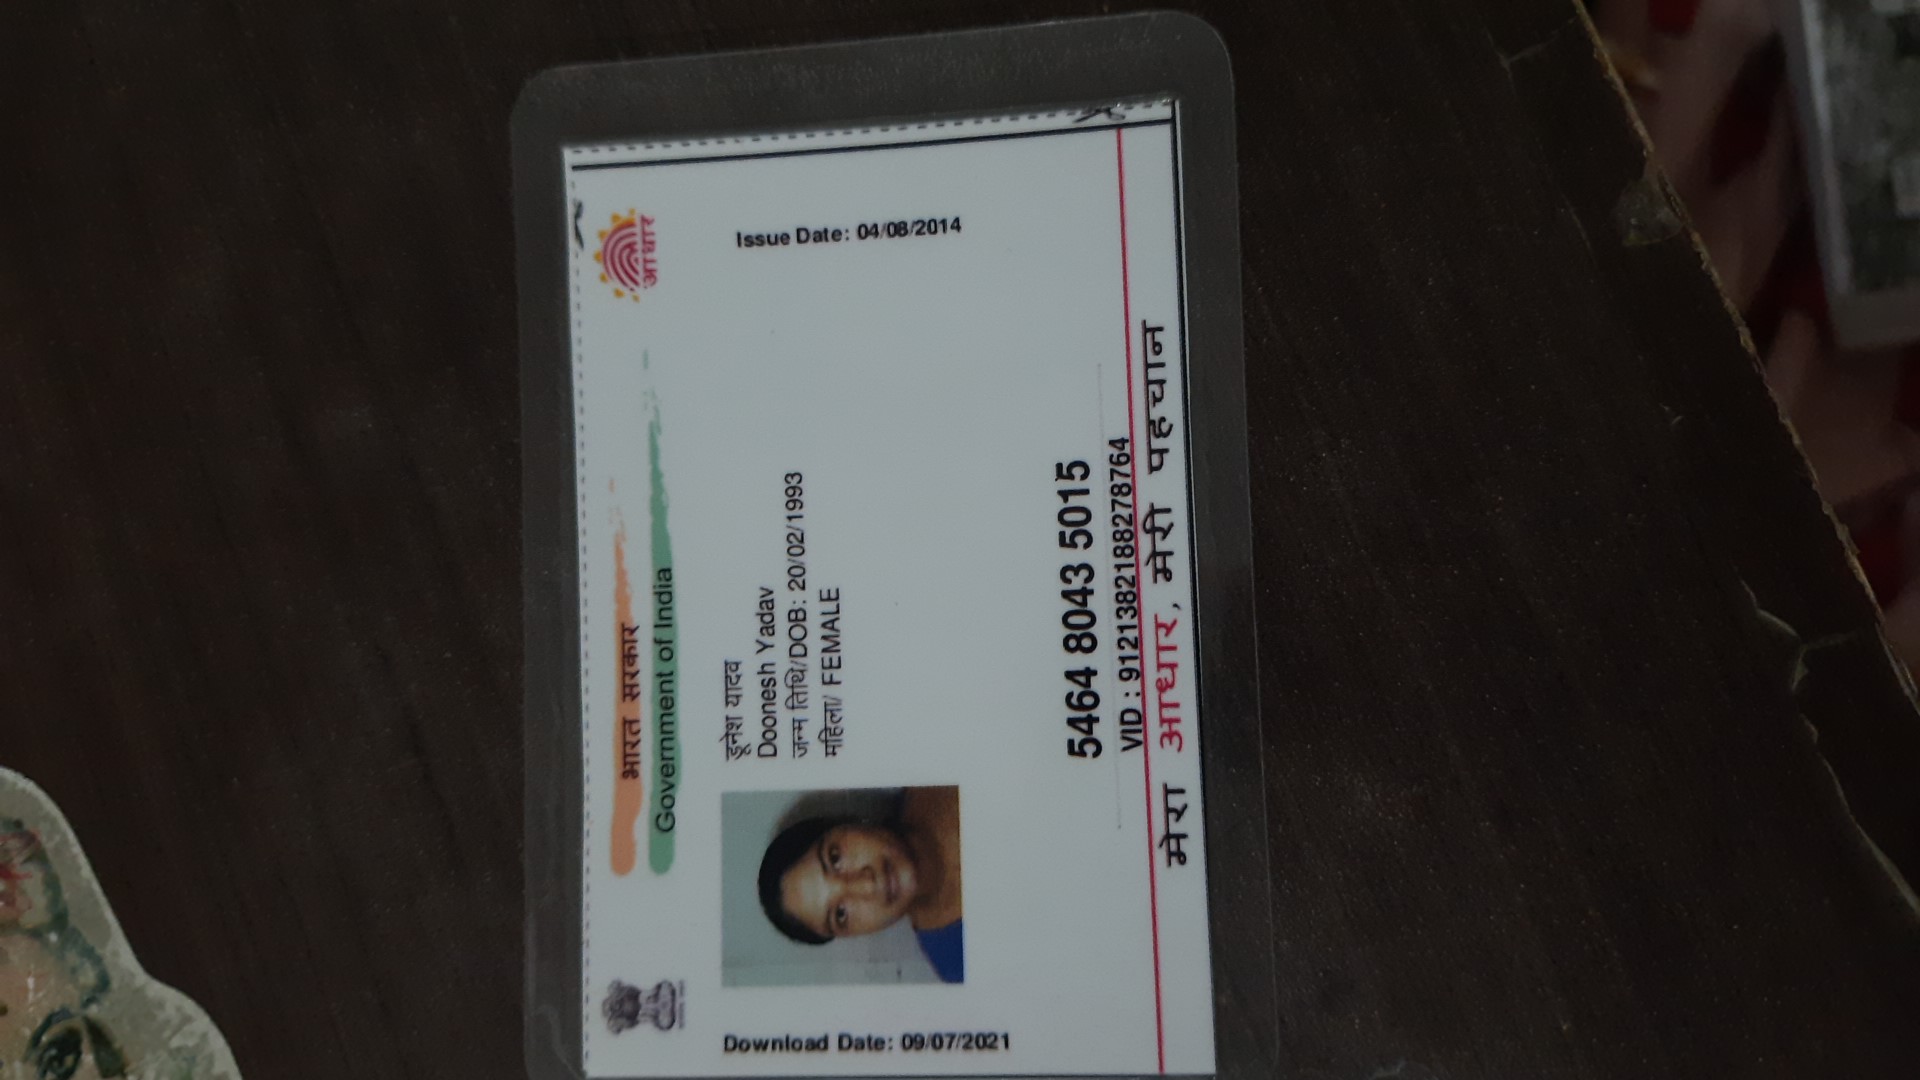 भारत सरकार
Government of India
आधार
Download Date: 09/07/2021
डूनेश यादव
Doonesh Yadav
जन्म तिथि/DOB: 20/02/1993
महिला/ FEMALE
Issue Date: 04/08/2014
5464 8043 5015
VID : 9121382188278764
मेरा आधार, मेरी पहचान